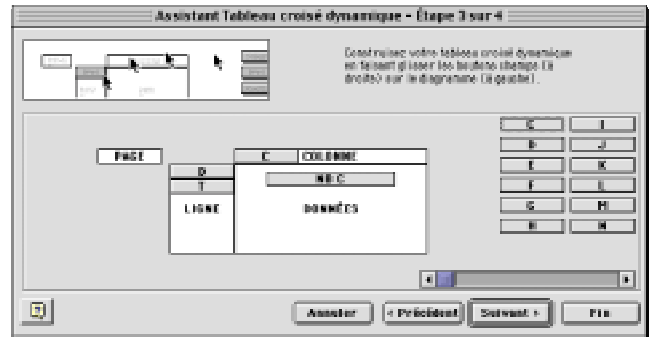 Assistant Tableau croisé dynamique - Étape 3 sur 4
Construisez votre tableau croisé dynamique
en faisant glisser les boutons champs (à
droite) sur le diagramme (à gauche).
PAGE
C COLONNE
D
T
NB:C
LIGNE
DONNÉES
C I
D J
E K
F L
G M
H N
Annuler
< Précédent
Suivant >
Fin